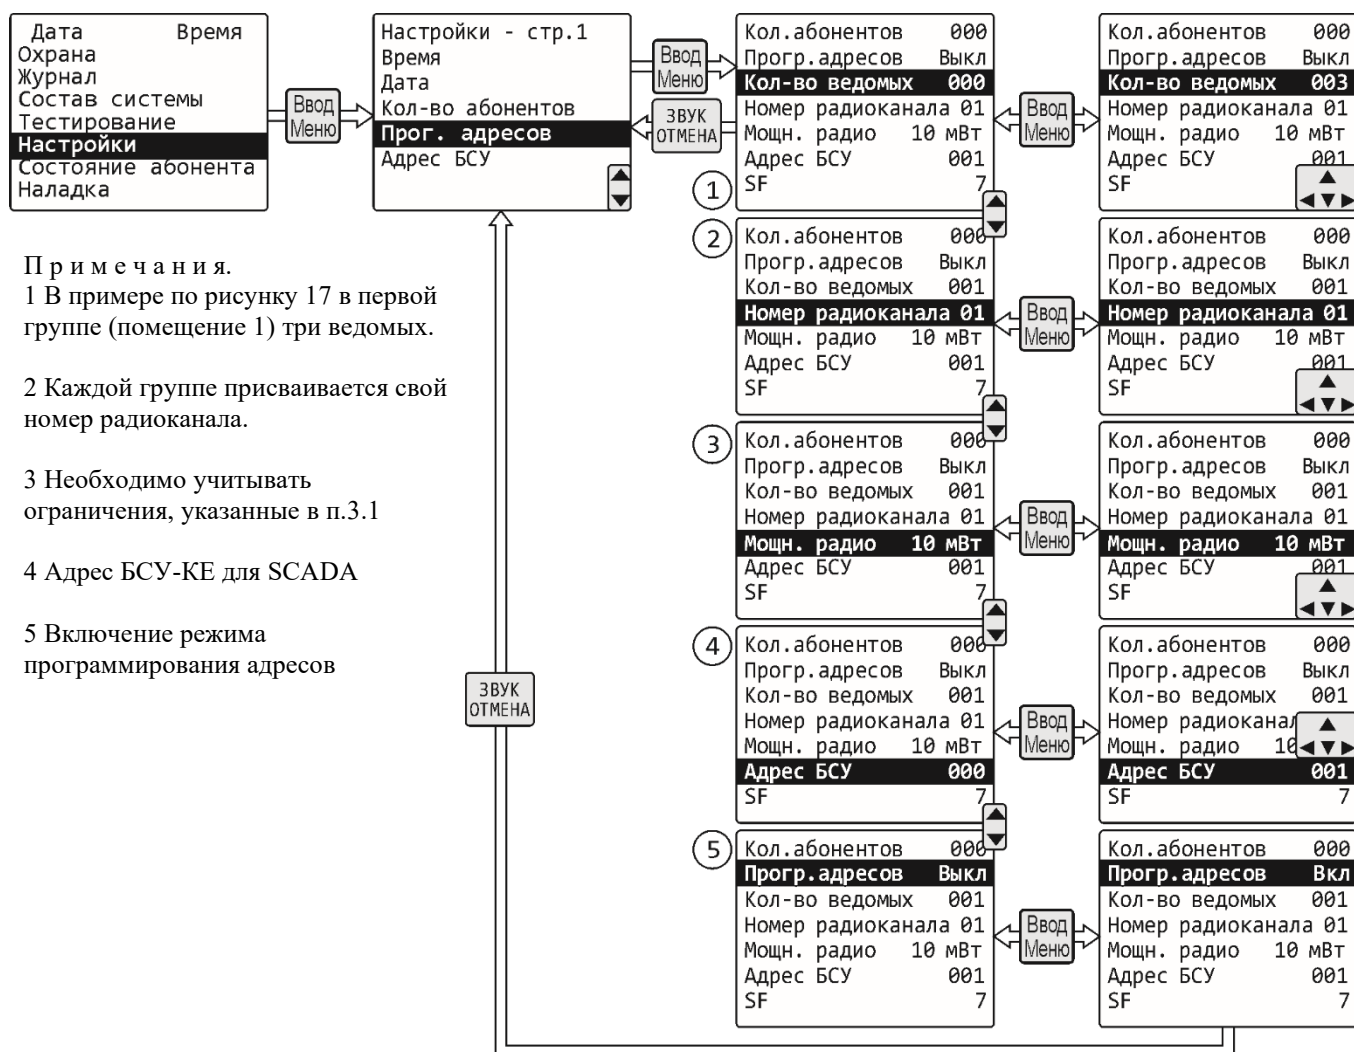 Дата Время
Охрана
Журнал
Состав системы
Тестирование
Настройки
Состояние абонента
Наладка
Ввод
Меню
Настройки - стр.1
Время
Дата
Кол-во абонентов
Прог. адресов
Адрес БСУ
Ввод
Меню
ЗВУК
ОТМЕНА
1
Кол.абонентов 000
Прогр.адресов Выкл
Кол-во ведомых 000
Номер радиоканала 01
Мощн. радио 10 мВт
Адрес БСУ 001
SF 7
Ввод
Меню
Кол.абонентов 000
Прогр.адресов Выкл
Кол-во ведомых 003
Номер радиоканала 01
Мощн. радио 10 мВт
Адрес БСУ 001
SF
2
Кол.абонентов 000
Прогр.адресов Выкл
Кол-во ведомых 001
Номер радиоканала 01
Мощн. радио 10 мВт
Адрес БСУ 001
SF 7
Ввод
Меню
Кол.абонентов 000
Прогр.адресов Выкл
Кол-во ведомых 001
Номер радиоканала 01
Мощн. радио 10 мВт
Адрес БСУ 001
SF
3
Кол.абонентов 000
Прогр.адресов Выкл
Кол-во ведомых 001
Номер радиоканала 01
Мощн. радио 10 мВт
Адрес БСУ 001
SF 7
Ввод
Меню
Кол.абонентов 000
Прогр.адресов Выкл
Кол-во ведомых 001
Номер радиоканала 01
Мощн. радио 10 мВт
Адрес БСУ 001
SF
4
Кол.абонентов 000
Прогр.адресов Выкл
Кол-во ведомых 001
Номер радиоканала 01
Мощн. радио 10 мВт
Адрес БСУ 000
SF 7
Ввод
Меню
Кол.абонентов 000
Прогр.адресов Выкл
Кол-во ведомых 001
Номер
Мощн. радио 10
Адрес БСУ 001
SF 7
5
Кол.абонентов 000
Прогр.адресов Выкл
Кол-во ведомых 001
Номер радиоканала 01
Мощн. радио 10 мВт
Адрес БСУ 001
SF 7
Ввод
Меню
Кол.абонентов 000
Прогр.адресов Вкл
Кол-во ведомых 001
Номер радиоканала 01
Мощн. радио 10 мВт
Адрес БСУ 001
SF 7
ЗВУК
ОТМЕНА
П р и м е ч а н и я.
1 В примере по рисунку 17 в первой
группе (помещение 1) три ведомых.
2 Каждой группе присваивается свой
номер радиоканала.
3 Необходимо учитывать
ограничения, указанные в п.3.1
4 Адрес БСУ-КЕ для SCADA
5 Включение режима
программирования адресов